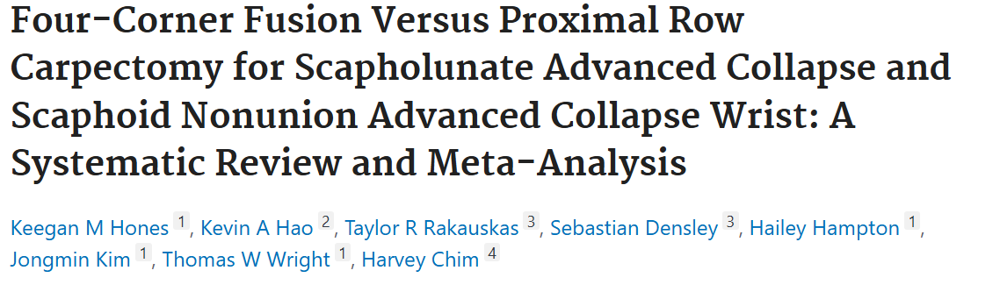 Four-Corner Fusion Versus Proximal Row
Carpectomy for Scapholunate Advanced Collapse and
Scaphoid Nonunion Advanced Collapse Wrist: A
Systematic Review and Meta-Analysis
Keegan M Hones 1, Kevin A Hao 2, Taylor R Rakauskas 3, Sebastian Densley 3, Hailey Hampton 1,
Jongmin Kim 1, Thomas W Wright 1, Harvey Chim 4